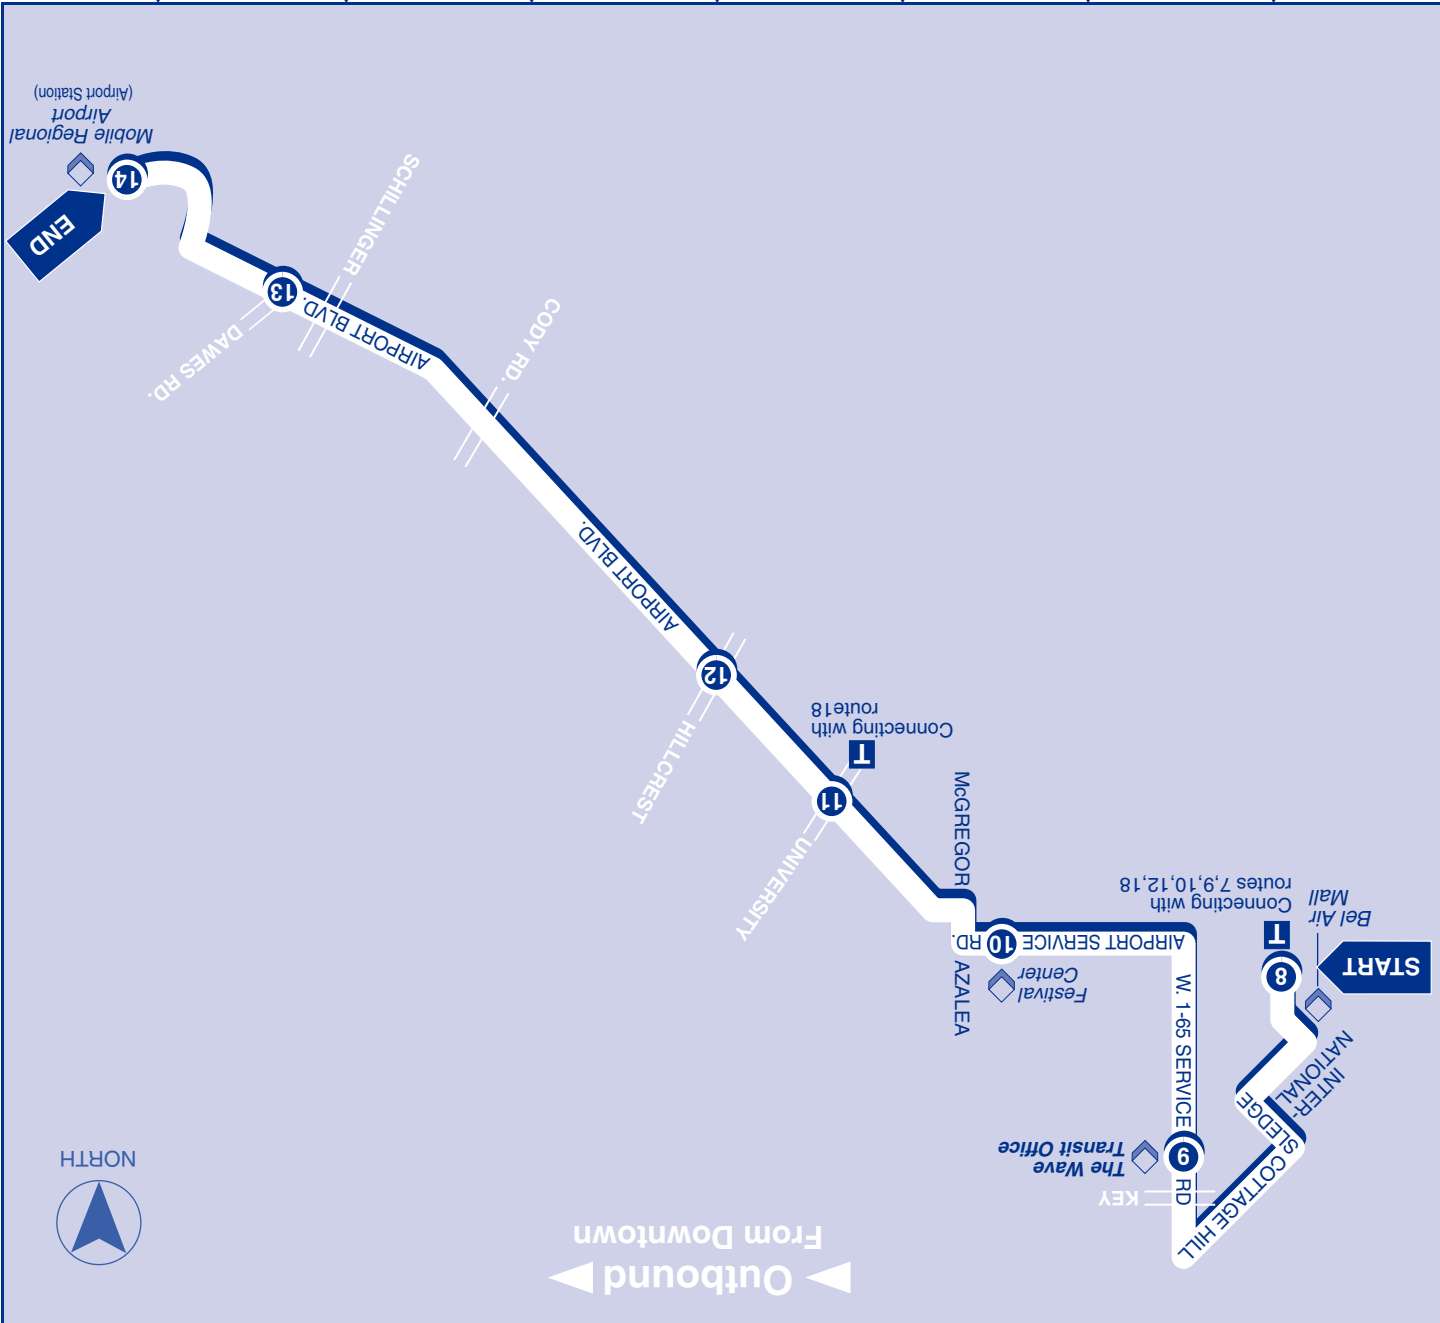 Outbound
From Downtown
NORTH
START
Bel Air
Mall
8
T
Connecting with
routes 7,9,10,12,18
INTER-
NATIONAL
SLEDGE
COTTAGE HILL
KEY
W. 1-65 SERVICE RD
9
The Wave
Transit Office
AIRPORT SERVICE RD.
10
Festival
Center
AZALEA
McGREGOR
UNIVERSITY
11
T
Connecting with
route18
HILLCREST
12
AIRPORT BLVD.
CODY RD.
AIRPORT BLVD.
SCHILLINGER
DAWES RD.
13
14
END
Mobile Regional
Airport
(Airport Station)